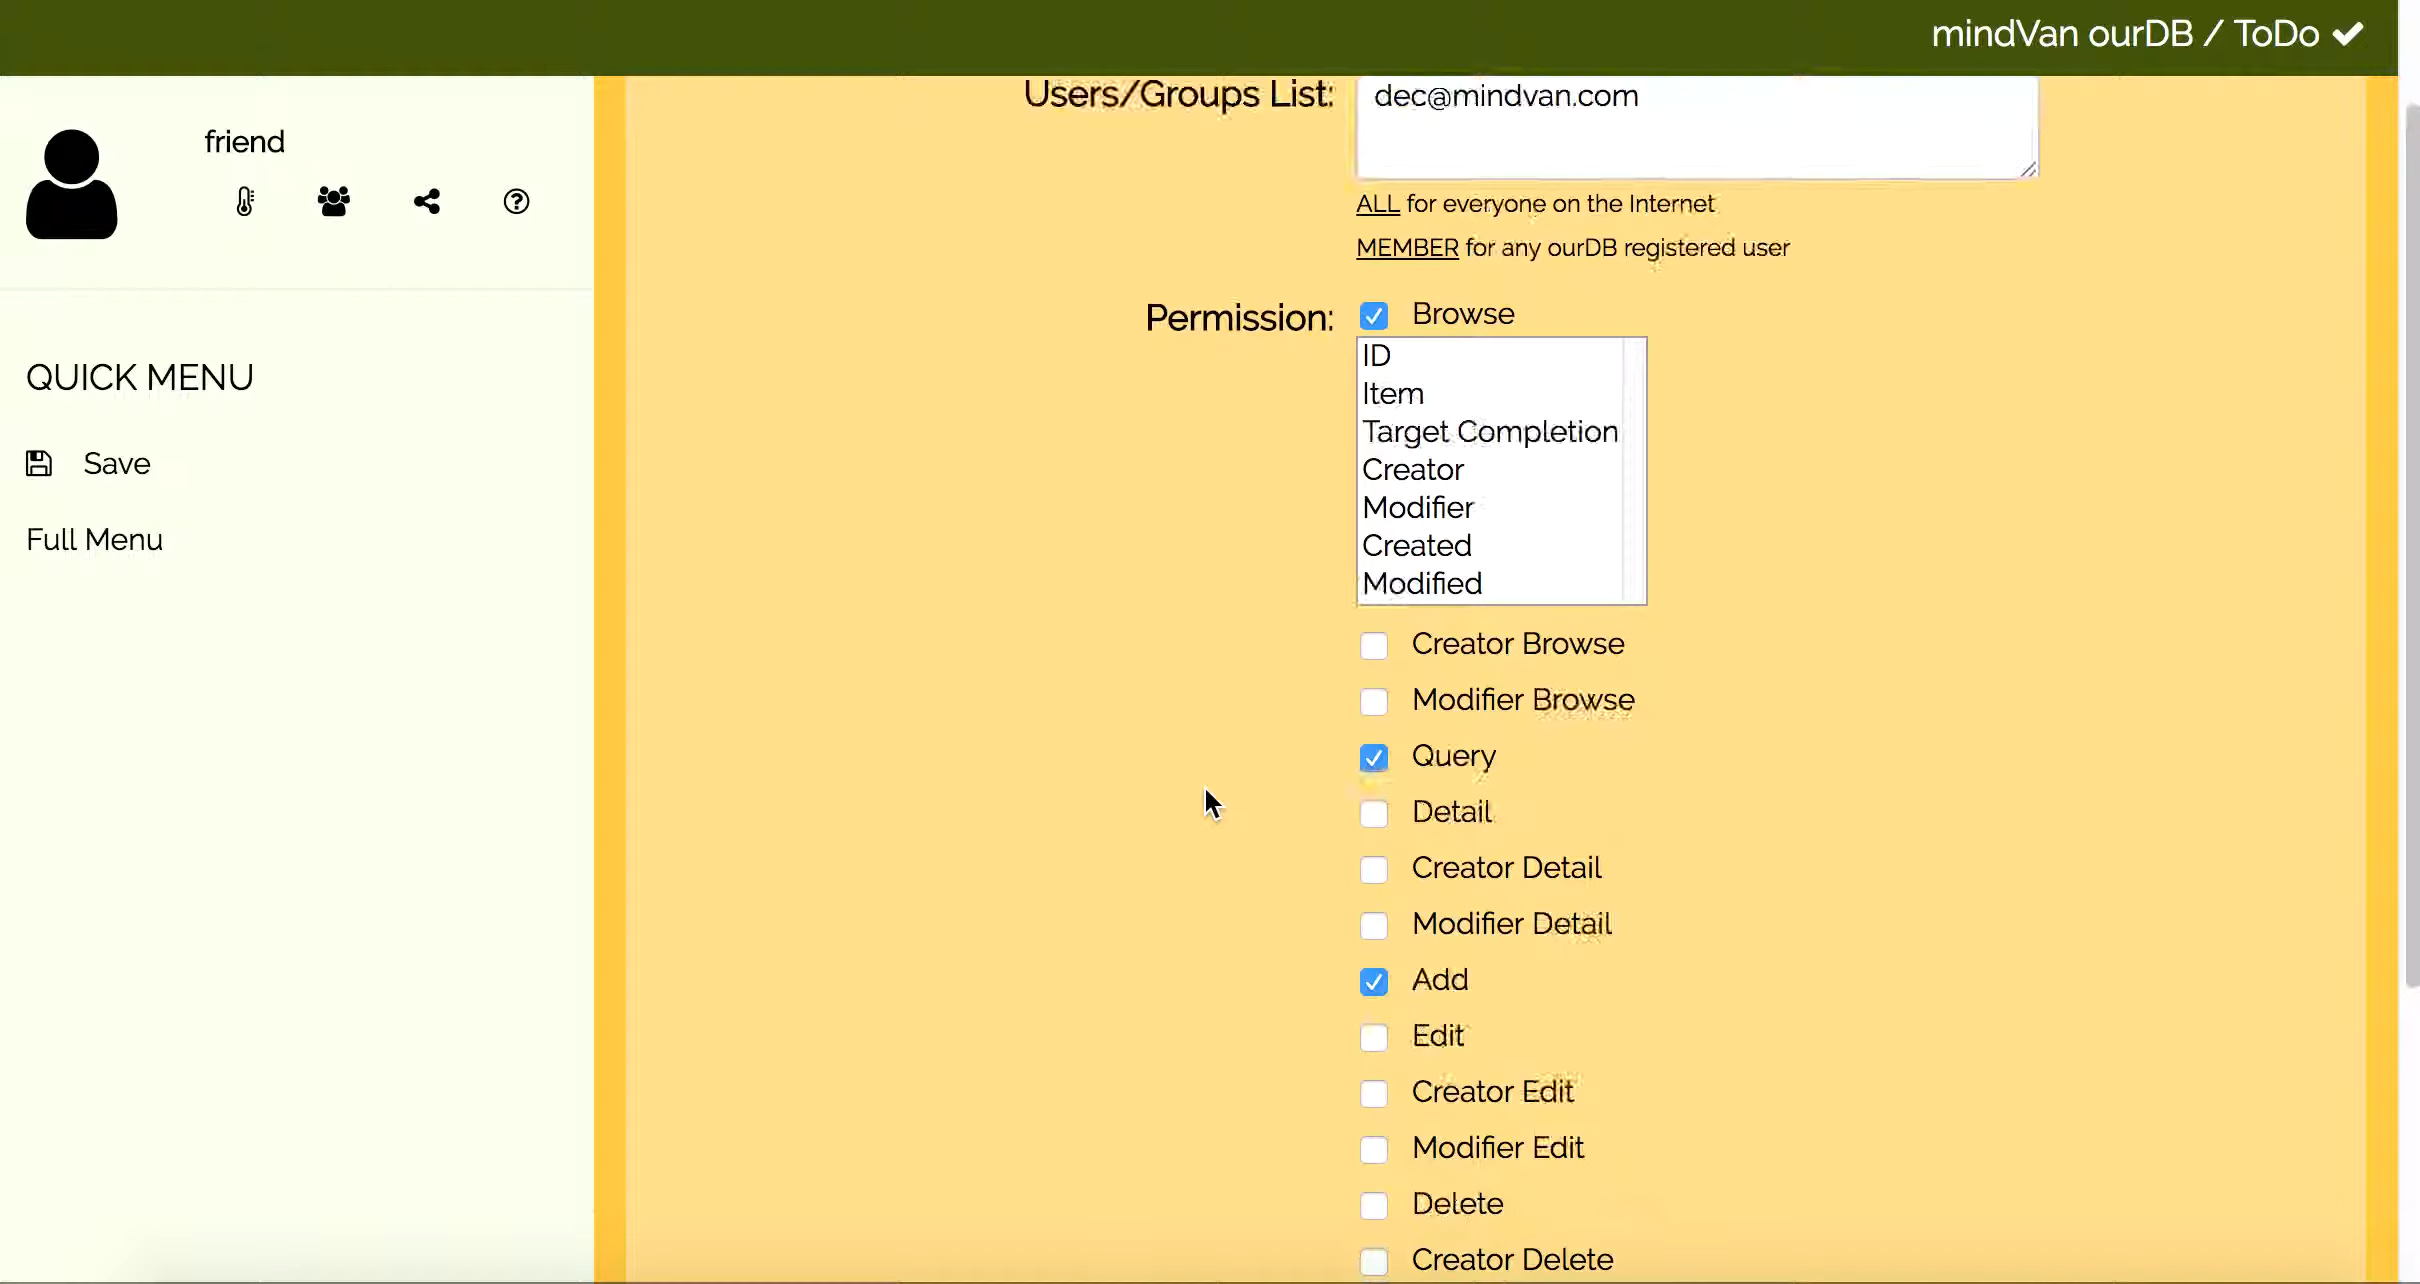 mindVan ourDB / ToDo
friend
QUICK MENU
Save
Full Menu
Users/Groups List:
dec@mindvan.com
ALL for everyone on the Internet
MEMBER for any ourDB registered user
Permission:
Browse
ID
Item
Target Completion
Creator
Modifier
Created
Modified
Creator Browse
Modifier Browse
Query
Detail
Creator Detail
Modifier Detail
Add
Edit
Creator Edit
Modifier Edit
Delete
Creator Delete